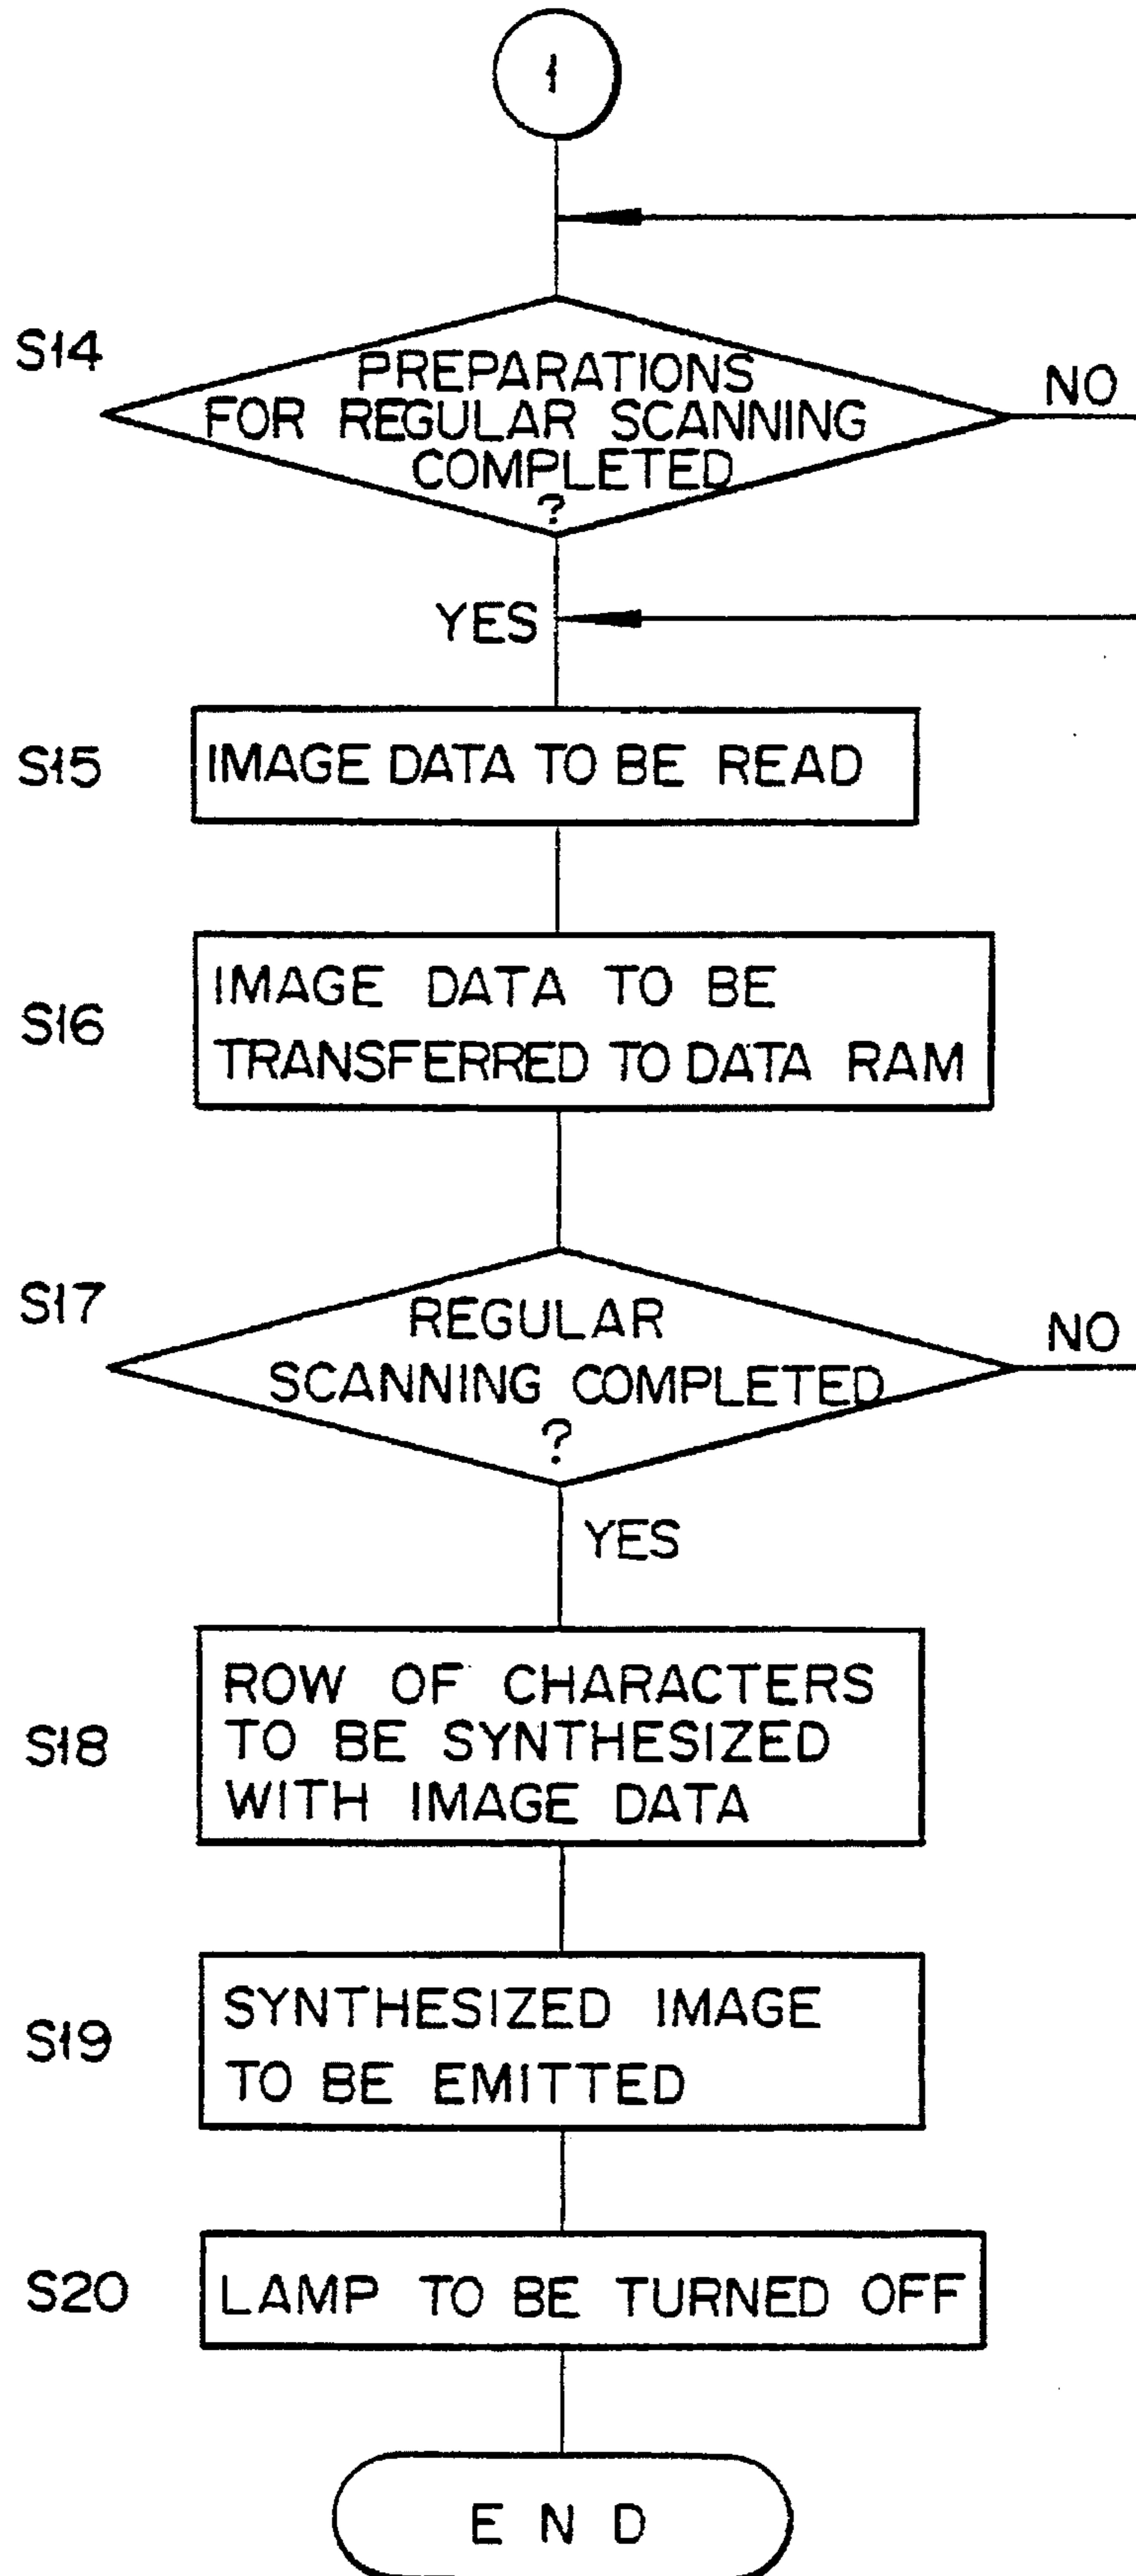 1
S14
PREPARATIONS
FOR REGULAR SCANNING
COMPLETED
?
NO
YES
S15
IMAGE DATA TO BE READ
S16
IMAGE DATA TO BE
TRANSFERRED TO DATA RAM
S17
REGULAR
SCANNING COMPLETED
?
NO
YES
S18
ROW OF CHARACTERS
TO BE SYNTHESIZED
WITH IMAGE DATA
S19
SYNTHESIZED IMAGE
TO BE EMITTED
S20
LAMP TO BE TURNED OFF
END